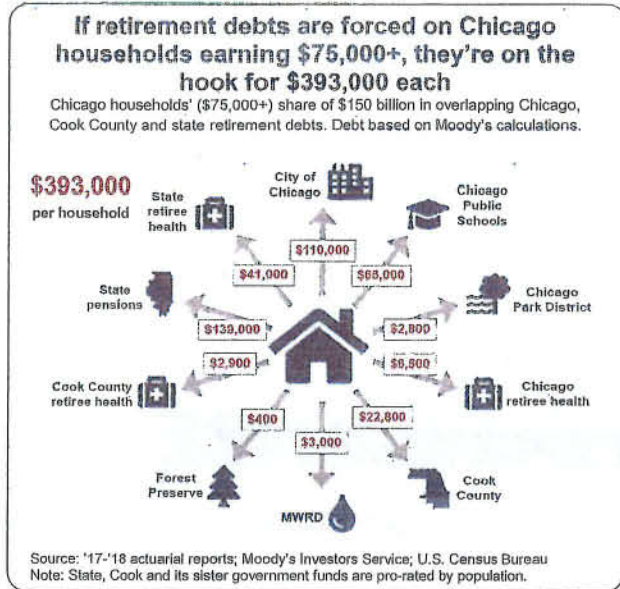 If retirement debts are forced on Chicago
households earning $75,000+, they're on the
hook for $393,000 each
Chicago households' ($75,000+) share of $150 billion in overlapping Chicago,
Cook County and state retirement debts. Debt based on Moody's calculations.
$393,000
per household
State
retiree
health
City of
Chicago
Chicago
Public
Schools
$110,000
$41,000
State
pensions
Chicago
Park District
$139,000
$2,800
$2,900
Cook County
retiree health
Chicago
retiree health
$400
$22,800
$3,000
Forest
Preserve
MWRD
Cook
County
Source: '17-'18 actuarial reports; Moody's Investors Service; U.S. Census Bureau
Note: State, Cook and its sister government funds are pro-rated by population.